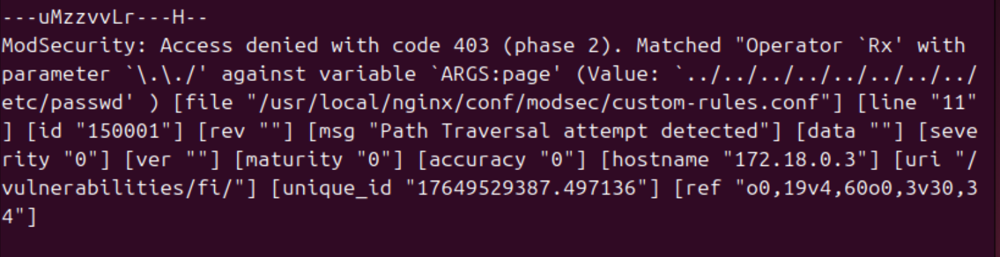 ---uMzzvvLr---H--
ModSecurity: Access denied with code 403 (phase 2). Matched "Operator `Rx' with
parameter `\.\./' against variable `ARGS:page' (Value: `../../../../../../../../
etc/passwd' ) [file "/usr/local/nginx/conf/modsec/custom-rules.conf"] [line "11"
] [id "150001"] [rev ""] [msg "Path Traversal attempt detected"] [data ""] [seve
rity "0"] [ver ""] [maturity "0"] [accuracy "0"] [hostname "172.18.0.3"] [uri "/
vulnerabilities/fi/"] [unique_id "17649529387.497136"] [ref "o0,19v4,60o0,3v30,3
4"]